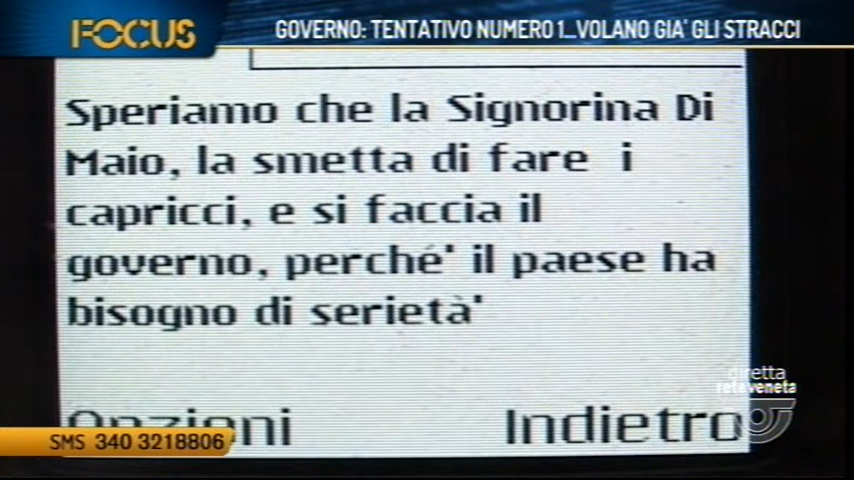 FOCUS
GOVERNO: TENTATIVO NUMERO 1...VOLANO GIA' GLI STRACCI
Speriamo che la Signorina Di
Maio, la smetta di fare i
capricci, e si faccia il
governo, perché' il paese ha
bisogno di serietà'
Opzioni Indietro
diretta
reteveneta
SMS 340 3218806